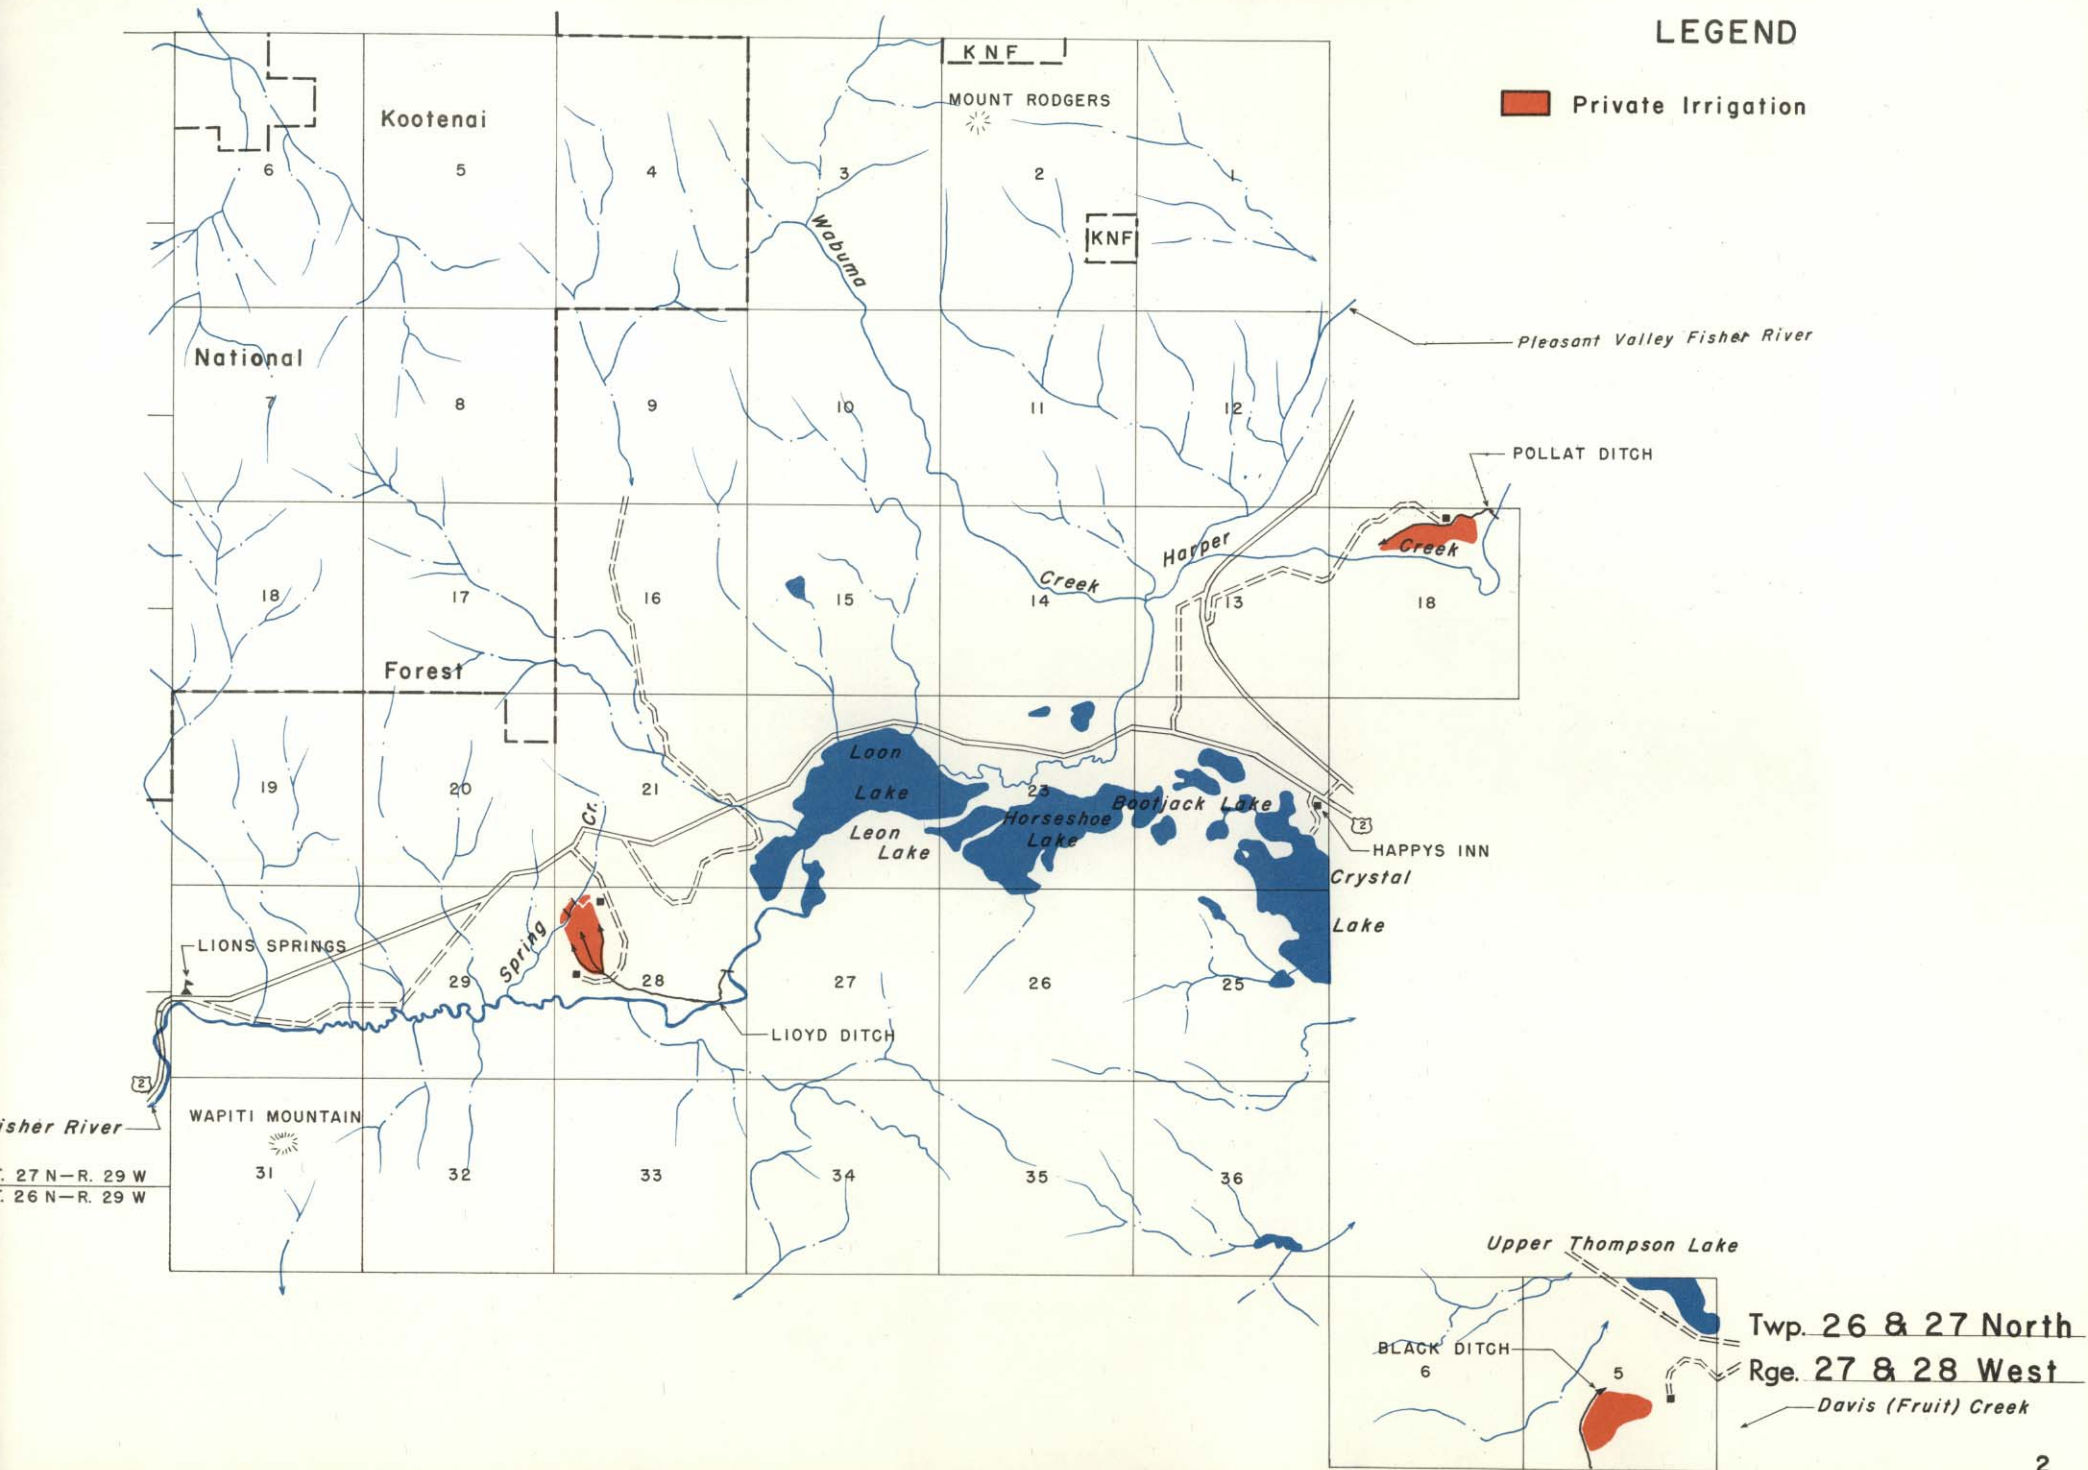 LEGEND
Private Irrigation
KNF
MOUNT RODGERS
Kootenai
6
5
4
3
2
1
Wabuma
KNF
Pleasant Valley Fisher River
National
7
8
9
10
11
12
POLLAT DITCH
Harper
Creek
Creek
18
17
16
15
14
13
18
Forest
Loon
Lake
19
20
21
23
Cr.
Bootjack Lake
Horseshoe
Lake
Leon
Lake
2
HAPPYS INN
Crystal
Lake
LIONS SPRINGS
Spring
29
28
27
26
25
LIOYD DITCH
2
isher River
WAPITI MOUNTAIN
31
32
33
34
35
36
. 27 N—R. 29 W
. 26 N—R. 29 W
Upper Thompson Lake
Twp. 26 & 27 North
BLACK DITCH
6
5
Rge. 27 & 28 West
Davis (Fruit) Creek
2